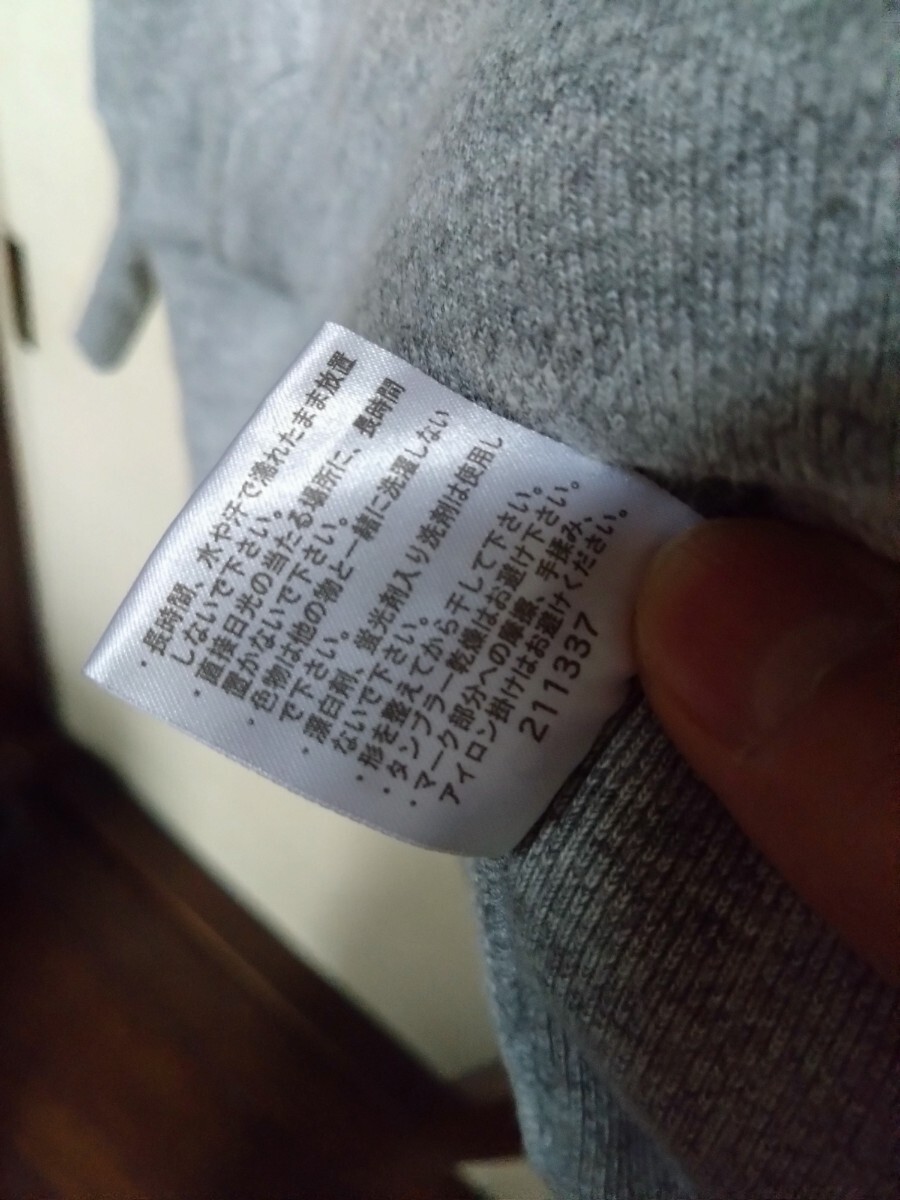 ・長時間、水や汗で濡れたまま放置
しないで下さい。
・直接日光の当たる場所に、長時間
置かないで下さい。
・色物は他の物と一緒に洗濯しない
で下さい。
・漂白剤、蛍光剤入り洗剤は使用し
ないで下さい。
・形を整えてから干して下さい。
・タンブラー乾燥はお避け下さい。
・マーク部分への摩擦、手揉み、
アイロン掛けはお避けください。
211337